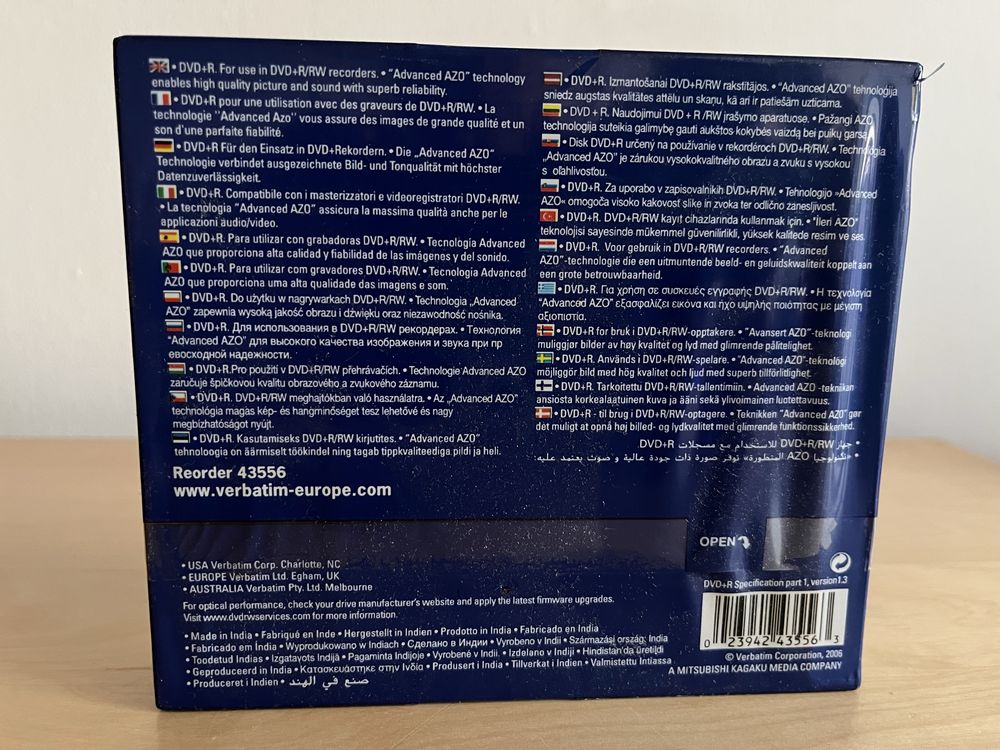 • DVD+R. For use in DVD+R/RW recorders. • "Advanced AZO" technology
enables high quality picture and sound with superb reliability.
• DVD+R pour une utilisation avec des graveurs de DVD+R/RW. • La
technologie "Advanced Azo" vous assure des images de grande qualité et un
son d'une parfaite fiabilité.
• DVD+R Für den Einsatz in DVD+Rekordern. • Die „Advanced AZO"
Technologie verbindet ausgezeichnete Bild- und Tonqualität mit höchster
Datenzuverlässigkeit.
• DVD+R. Compatibile con i masterizzatori e videoregistratori DVD+R/RW.
• La tecnologia "Advanced AZO" assicura la massima qualità anche per le
applicazioni audio/video.
• DVD+R. Para utilizar con grabadoras DVD+R/RW. • Tecnología Advanced
AZO que proporciona alta calidad y fiabilidad de las imágenes y del sonido.
• DVD+R. Para utilizar com gravadores DVD+R/RW. • Tecnologia Advanced
AZO que proporciona uma alta qualidade das imagens e som.
• DVD+R. Do użytku w nagrywarkach DVD+R/RW. • Technologia „Advanced
AZO" zapewnia wysoką jakość obrazu i dźwięku oraz niezawodność nośnika.
• DVD+R. Для использования в DVD+R/RW рекордерах. • Технология
"Advanced AZO" для высокого качества изображения и звука при пр
евосходной надежности.
• DVD+R.Pro použití v DVD+R/RW přehrávačích. • Technologie Advanced AZO
zaručuje špičkovou kvalitu obrazového a zvukového záznamu.
• DVD+R. DVD+R/RW meghajtókban való használatra. • Az „Advanced AZO"
technológia magas kép- és hangminőséget tesz lehetővé és nagy
megbízhatóságot nyújt.
• DVD+R. Kasutamiseks DVD+R/RW kirjutites. • "Advanced AZO"
tehnoloogia on äärmiselt töökindel ning tagab tippkvaliteediga pildi ja heli.
Reorder 43556
www.verbatim-europe.com
• DVD+R. Izmantošanai DVD+R/RW rakstītājos. • "Advanced AZO" tehnoloģija
sniedz augstas kvalitātes attēlu un skaņu, kā arī ir patiešām uzticama.
• DVD + R. Naudojimui DVD + R /RW įrašymo aparatuose. • Pažangi AZO
technologija suteikia galimybę gauti aukštos kokybės vaizdą bei puikų garsą.
• Disk DVD+R určený na používanie v rekordéroch DVD+R/RW. • Technológia
„Advanced AZO" je zárukou vysokokvalitného obrazu a zvuku s vysokou
s oľahlivosťou.
• DVD+R. Za uporabo v zapisovalnikih DVD+R/RW. • Tehnologijo »Advanced
AZO« omogoča visoko kakovost slike in zvoka ter odlično zanesljivost.
• DVD+R. DVD+R/RW kayıt cihazlarında kullanmak için. • "İleri AZO"
teknolojisi sayesinde mükemmel güvenilirlik, yüksek kalitede resim ve ses.
• DVD+R. Voor gebruik in DVD+R/RW recorders. • "Advanced
AZO"-technologie die een uitmuntende beeld- en geluidskwaliteit koppelt aan
een grote betrouwbaarheid.
• DVD+R. Για χρήση σε συσκευές εγγραφής DVD+R/RW. • Η τεχνολογία
"Advanced AZO" εξασφαλίζει εικόνα και ήχο υψηλής ποιότητας με μέγιστη
αξιοπιστία.
• DVD+R for bruk i DVD+R/RW-opptakere. • "Avansert AZO"-teknologi
muliggjør bilder av høy kvalitet og lyd med glimrende pålitelighet.
• DVD+R. Används i DVD+R/RW-spelare. • "Advanced AZO"-teknologi
möjliggör bild med hög kvalitet och ljud med superb tillförlitlighet.
• DVD+R. Tarkoitettu DVD+R/RW-tallentimiin. • Advanced AZO -tekniikan
ansiosta korkealaatuinen kuva ja ääni sekä ylivoimainen luotettavuus.
• DVD+R - til brug i DVD+R/RW-optagere. • Teknikken "Advanced AZO" gør
det muligt at opnå høj billed- og lydkvalitet med glimrende funktionssikkerhed.
• جهاز DVD+R/RW للاستخدام مع مسجلات DVD+R.
• «تكنولوجيا AZO المتطورة» توفر صورة ذات جودة عالية و صوت يعتمد عليه.
OPEN
• USA Verbatim Corp. Charlotte, NC
• EUROPE Verbatim Ltd. Egham, UK
• AUSTRALIA Verbatim Pty. Ltd. Melbourne
For optical performance, check your drive manufacturer's website and apply the latest firmware upgrades.
Visit www.dvdrwservices.com for more information.
• Made in India • Fabriqué en Inde • Hergestellt in Indien • Prodotto in India • Fabricado en India
• Fabricado em Índia • Wyprodukowano w Indiach • Сделано в Индии • Vyrobeno v Indii • Származási ország: India
• Toodetud Indias • Izgatavots Indijā • Pagaminta Indijoje • Vyrobené v Indii. • Izdelano v Indiji • Hindistan'da üretildi
• Geproduceerd in India • Κατασκευάστηκε στην Ινδία • Produsert i India • Tillverkat i Indien • Valmistettu Intiassa
• Produceret i Indien • صنع في الهند
DVD+R Specification part 1, version1.3
0 23942 43556 3
© Verbatim Corporation, 2006
A MITSUBISHI KAGAKU MEDIA COMPANY